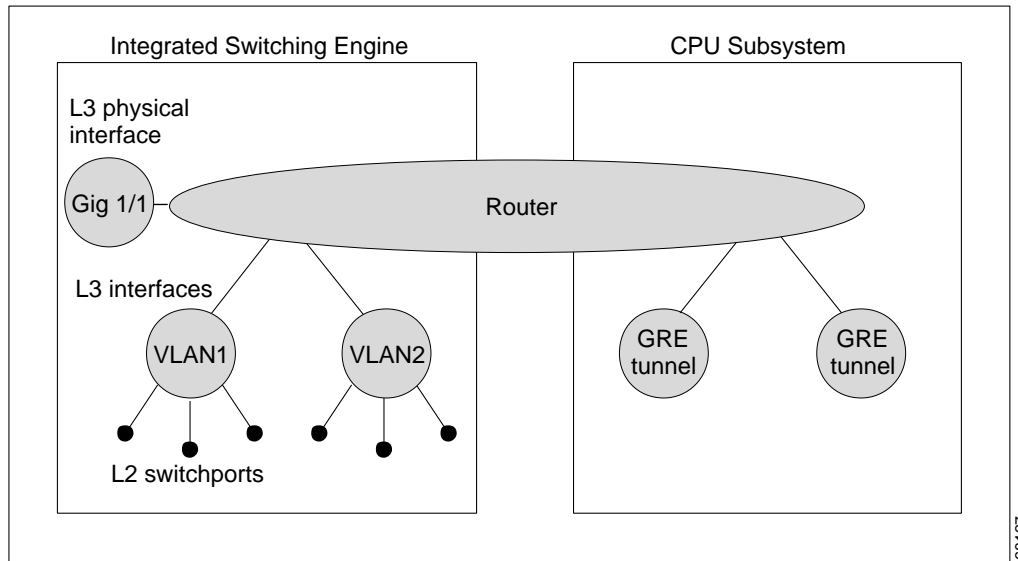 Integrated Switching Engine
CPU Subsystem
L3 physical
interface
Gig 1/1
Router
L3 interfaces
VLAN1
VLAN2
GRE
tunnel
GRE
tunnel
L2 switchports